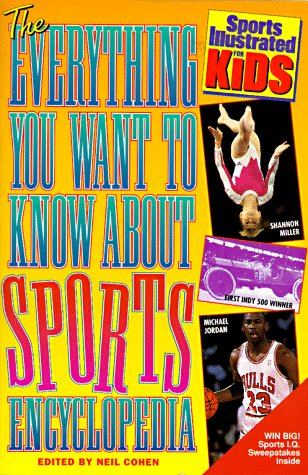 The
EVERYTHING
YOU WANT TO
KNOW ABOUT
SPORTS
ENCYCLOPEDIA
EDITED BY NEIL COHEN
Sports
Illustrated
FOR
KIDS
SHANNON
MILLER
FIRST INDY 500 WINNER
MICHAEL
JORDAN
BULLS
23
WIN BIG!
Sports I.Q.
Sweepstakes
inside